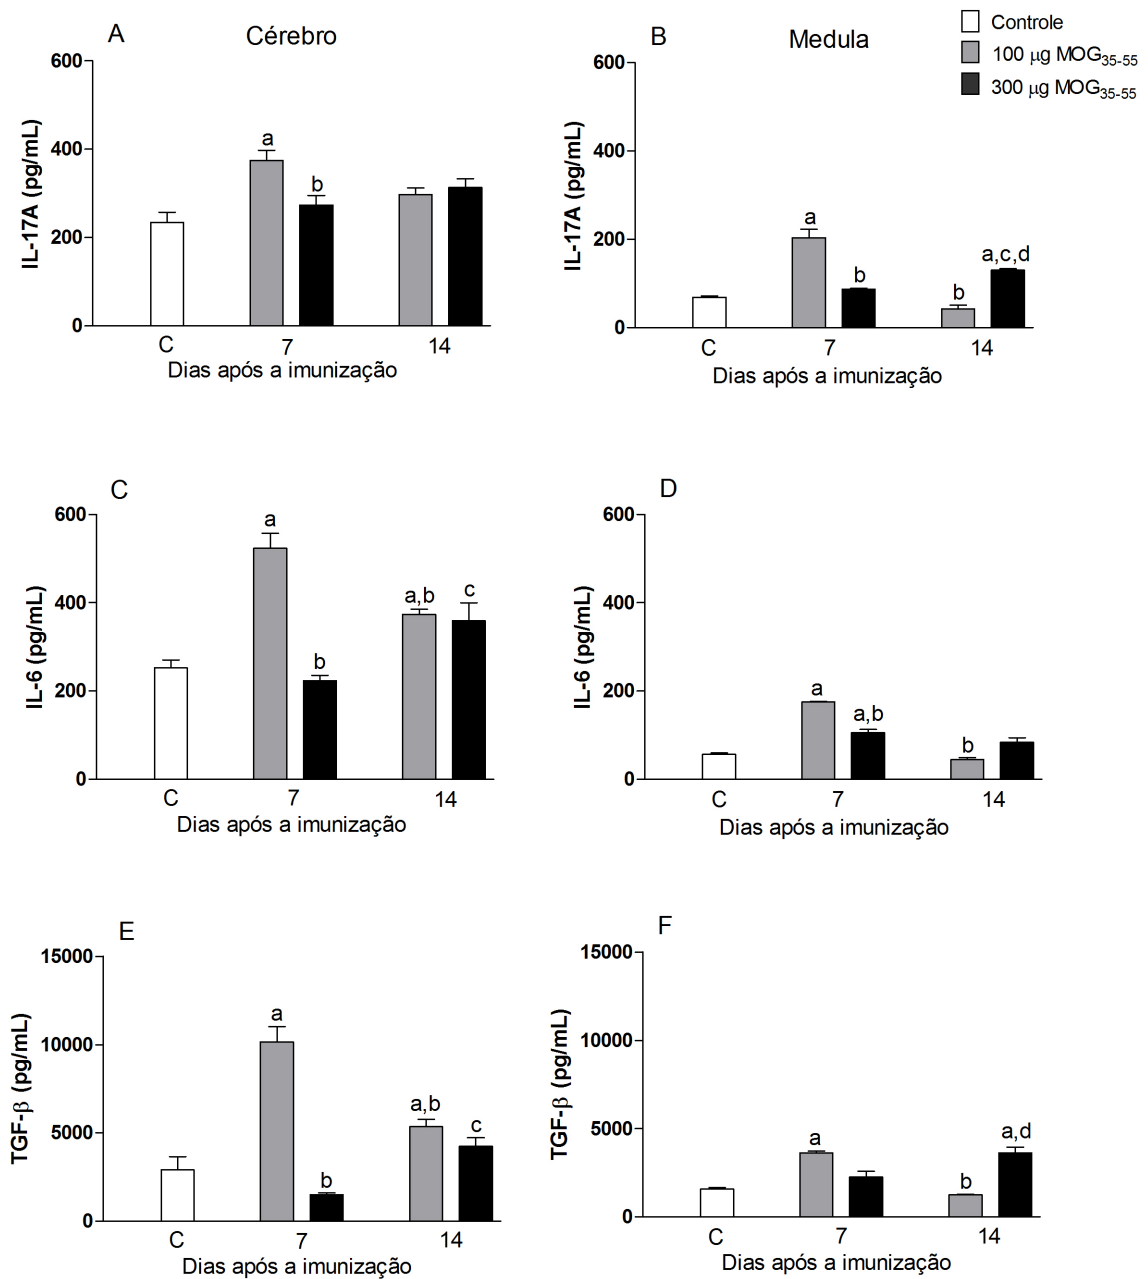 A
Cérebro
B
Medula
Controle
100 μg MOG35-55
300 μg MOG35-55
IL-17A (pg/mL)
600
400
200
0
a
b
C
7
14
Dias após a imunização
IL-17A (pg/mL)
600
400
200
0
a
b
b
a,c,d
C
7
14
Dias após a imunização
C
IL-6 (pg/mL)
600
400
200
0
a
b
a,b
c
C
7
14
Dias após a imunização
D
IL-6 (pg/mL)
600
400
200
0
a
a,b
b
C
7
14
Dias após a imunização
E
TGF-β (pg/mL)
15000
10000
5000
0
a
b
a,b
c
C
7
14
Dias após a imunização
F
TGF-β (pg/mL)
15000
10000
5000
0
a
b
a,d
C
7
14
Dias após a imunização